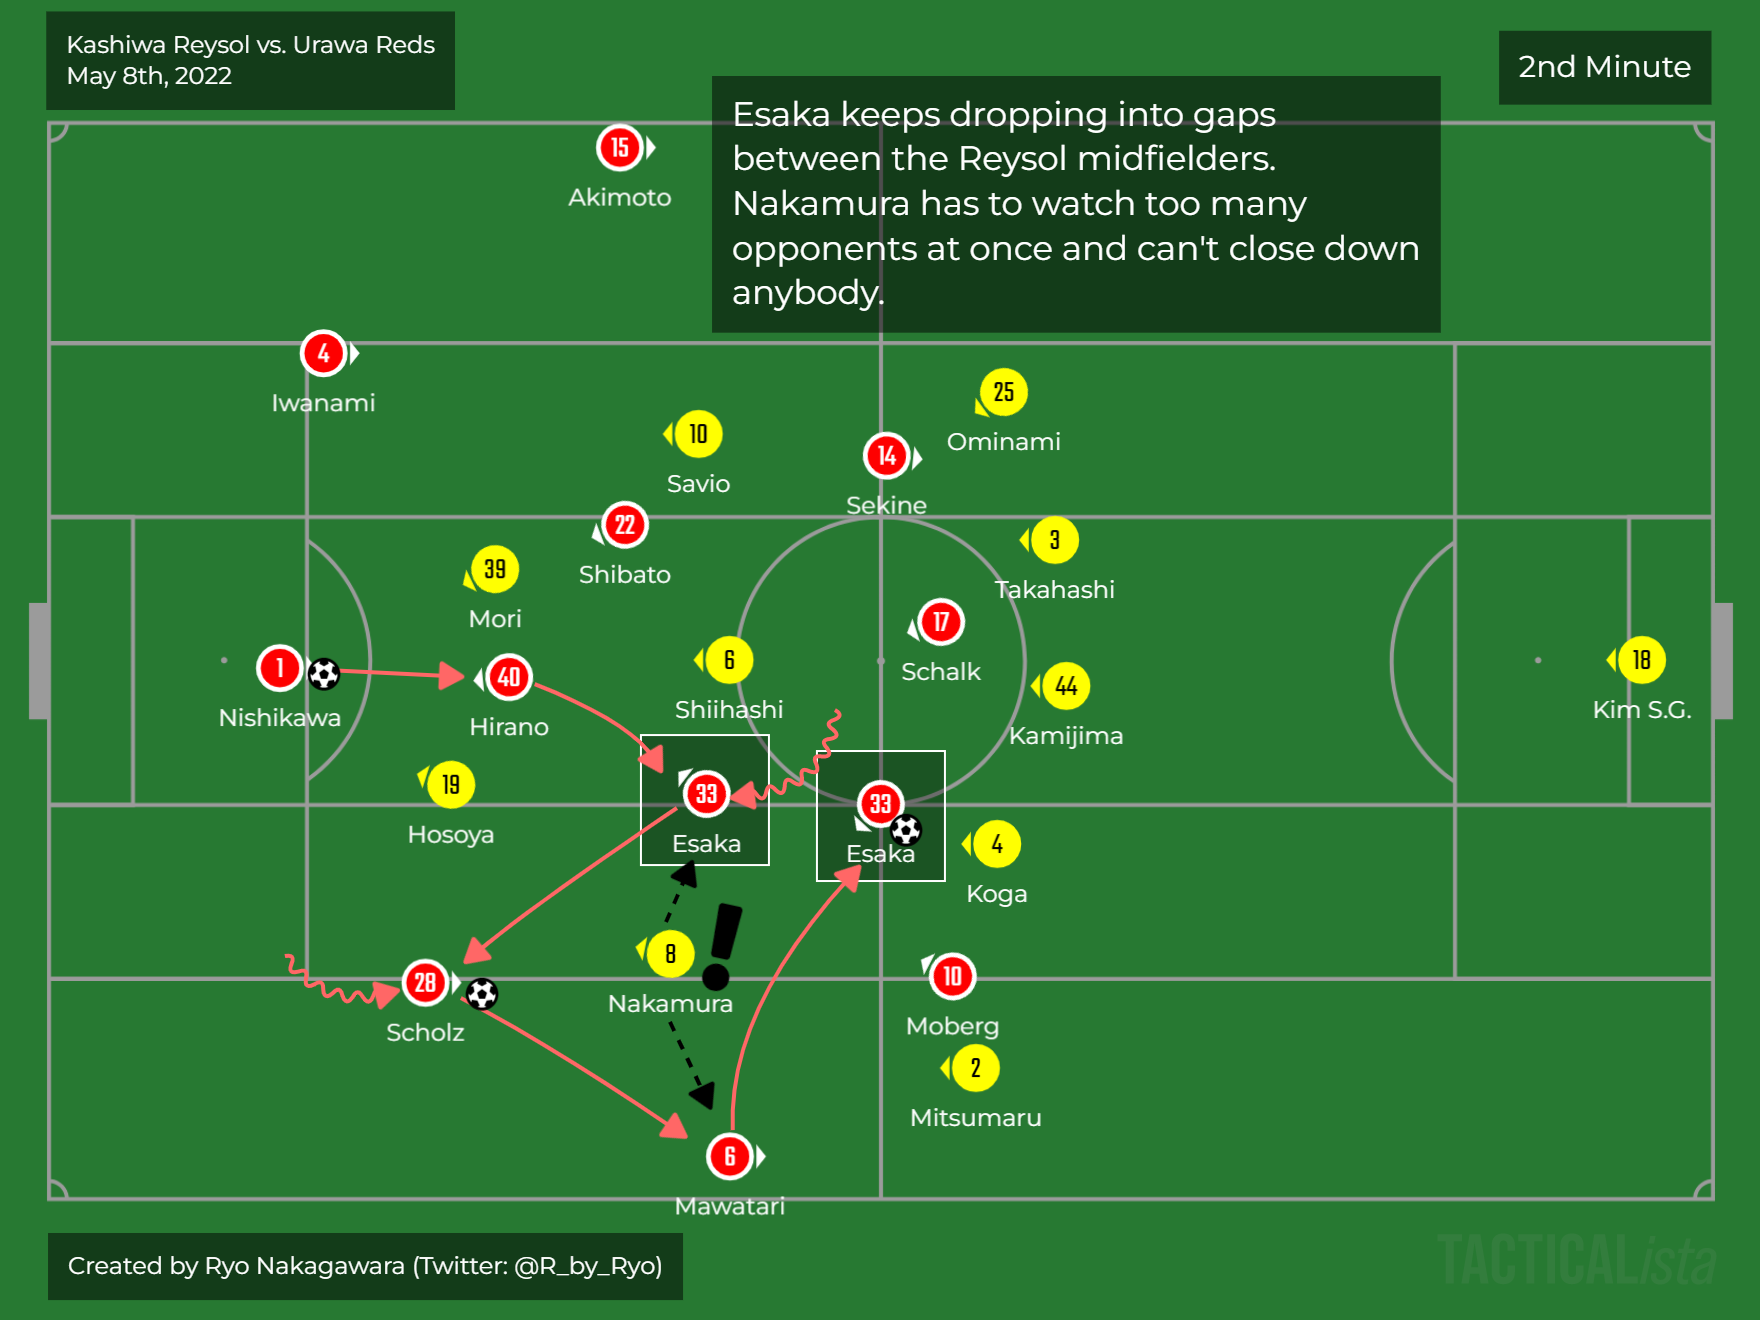 Kashiwa Reysol vs. Urawa Reds
May 8th, 2022
2nd Minute
Esaka keeps dropping into gaps
between the Reysol midfielders.
Nakamura has to watch too many
opponents at once and can't close down
anybody.
15
Akimoto
4
Iwanami
25
Ominami
10
Savio
14
Sekine
22
Shibato
3
Takahashi
39
Mori
17
Schalk
1
Nishikawa
40
Hirano
6
Shiihashi
44
Kamijima
18
Kim S.G.
19
Hosoya
33
Esaka
33
Esaka
4
Koga
28
Scholz
8
Nakamura
!
10
Moberg
2
Mitsumaru
6
Mawatari
Created by Ryo Nakagawara (Twitter: @R_by_Ryo)
TACTICALista